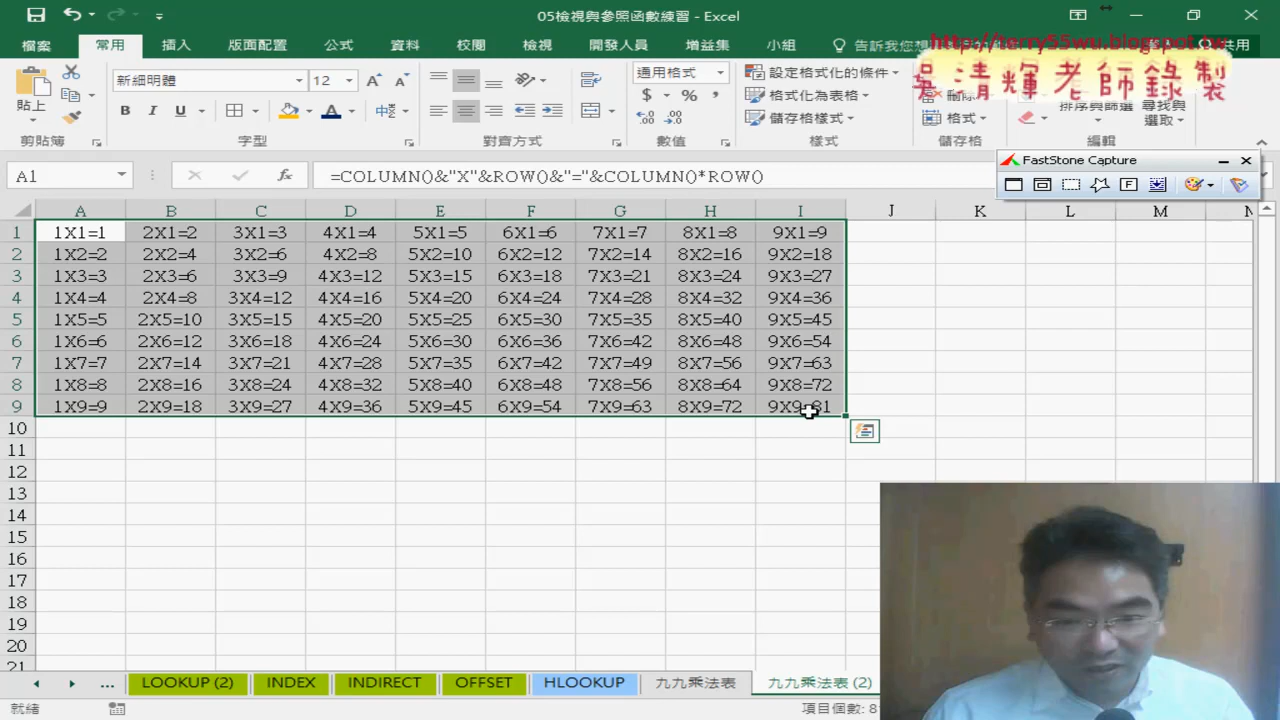 05檢視與參照函數練習 - Excel
檔案 常用 插入 版面配置 公式 資料 校閱 開發人員 檢視 增益集 小組 告訴我您想 共用
http://terry55wu.blogspot.tw
吳清輝老師錄製
新細明體 12 通用格式 設定格式化的條件
貼上 B I U 中 $ % , 格式化為表格 刪除 排序與篩選 尋找與選取
儲存格樣式 格式
剪貼簿 字型 對齊方式 數值 樣式 儲存格 編輯
FastStone Capture
A1 fx =COLUMN()&"X"&ROW()&"="&COLUMN()*ROW()
A B C D E F G H I J K L M N
1 1X1=1 2X1=2 3X1=3 4X1=4 5X1=5 6X1=6 7X1=7 8X1=8 9X1=9
2 1X2=2 2X2=4 3X2=6 4X2=8 5X2=10 6X2=12 7X2=14 8X2=16 9X2=18
3 1X3=3 2X3=6 3X3=9 4X3=12 5X3=15 6X3=18 7X3=21 8X3=24 9X3=27
4 1X4=4 2X4=8 3X4=12 4X4=16 5X4=20 6X4=24 7X4=28 8X4=32 9X4=36
5 1X5=5 2X5=10 3X5=15 4X5=20 5X5=25 6X5=30 7X5=35 8X5=40 9X5=45
6 1X6=6 2X6=12 3X6=18 4X6=24 5X6=30 6X6=36 7X6=42 8X6=48 9X6=54
7 1X7=7 2X7=14 3X7=21 4X7=28 5X7=35 6X7=42 7X7=49 8X7=56 9X7=63
8 1X8=8 2X8=16 3X8=24 4X8=32 5X8=40 6X8=48 7X8=56 8X8=64 9X8=72
9 1X9=9 2X9=18 3X9=27 4X9=36 5X9=45 6X9=54 7X9=63 8X9=72 9X9=81
10
11
12
13
14
15
16
17
18
19
20
21
... LOOKUP (2) INDEX INDIRECT OFFSET HLOOKUP 九九乘法表 九九乘法表 (2)
就緒 項目個數: 8